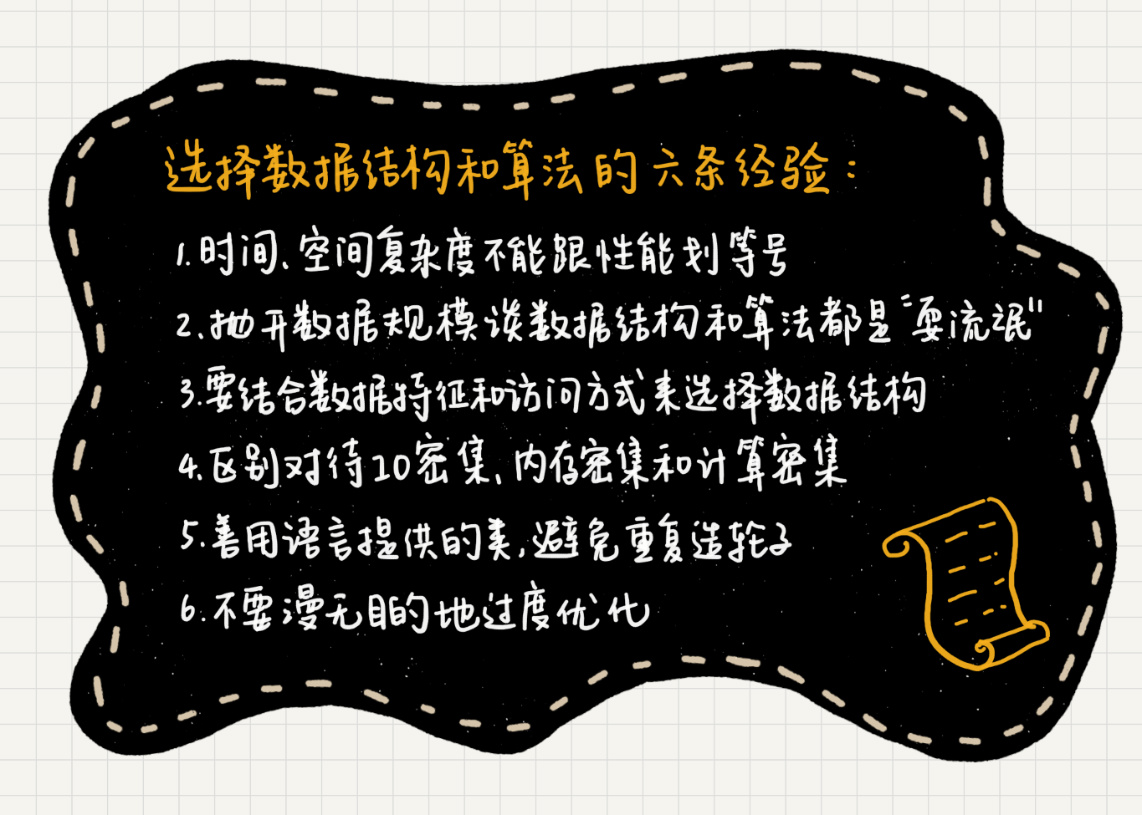 选择数据结构和算法的六条经验:
1.时间、空间复杂度不能跟性能划等号
2.抛开数据规模谈数据结构和算法都是"耍流氓"
3.要结合数据特征和访问方式来选择数据结构
4.区别对待IO密集、内存密集和计算密集
5.善用语言提供的类,避免重复造轮子
6.不要漫无目的地过度优化